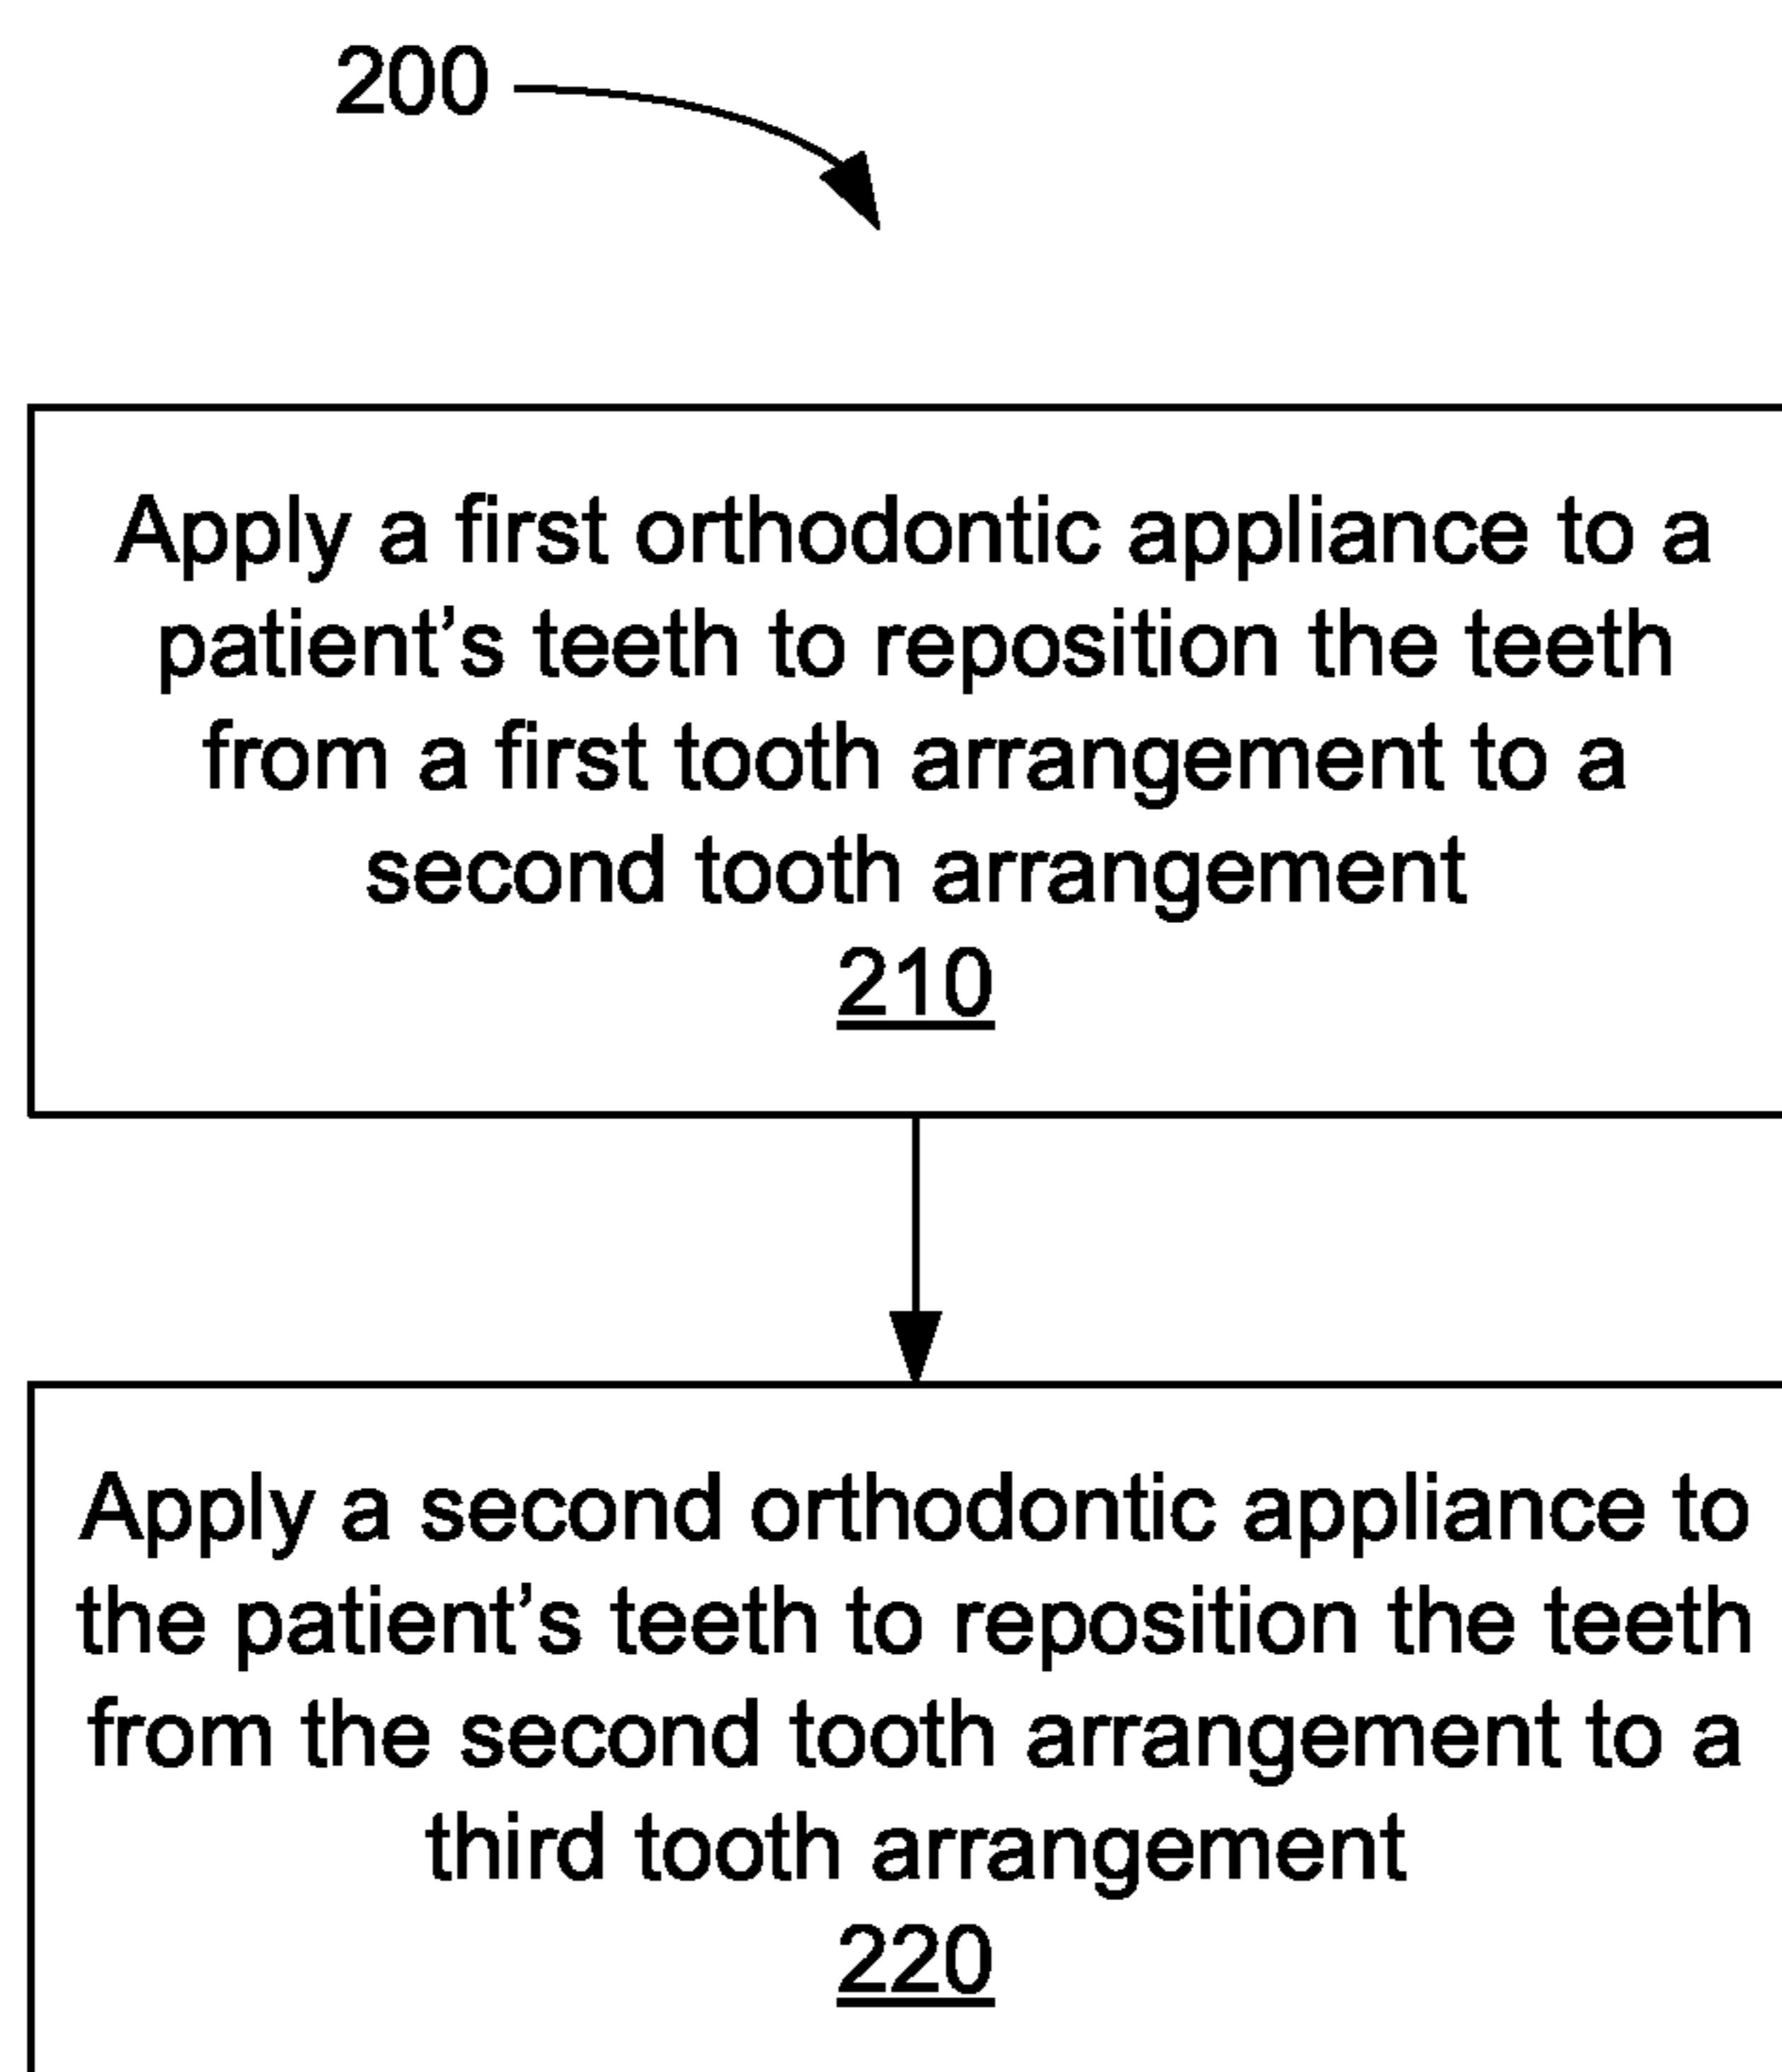 200
Apply a first orthodontic appliance to a
patient’s teeth to reposition the teeth
from a first tooth arrangement to a
second tooth arrangement
210
Apply a second orthodontic appliance to
the patient’s teeth to reposition the teeth
from the second tooth arrangement to a
third tooth arrangement
220